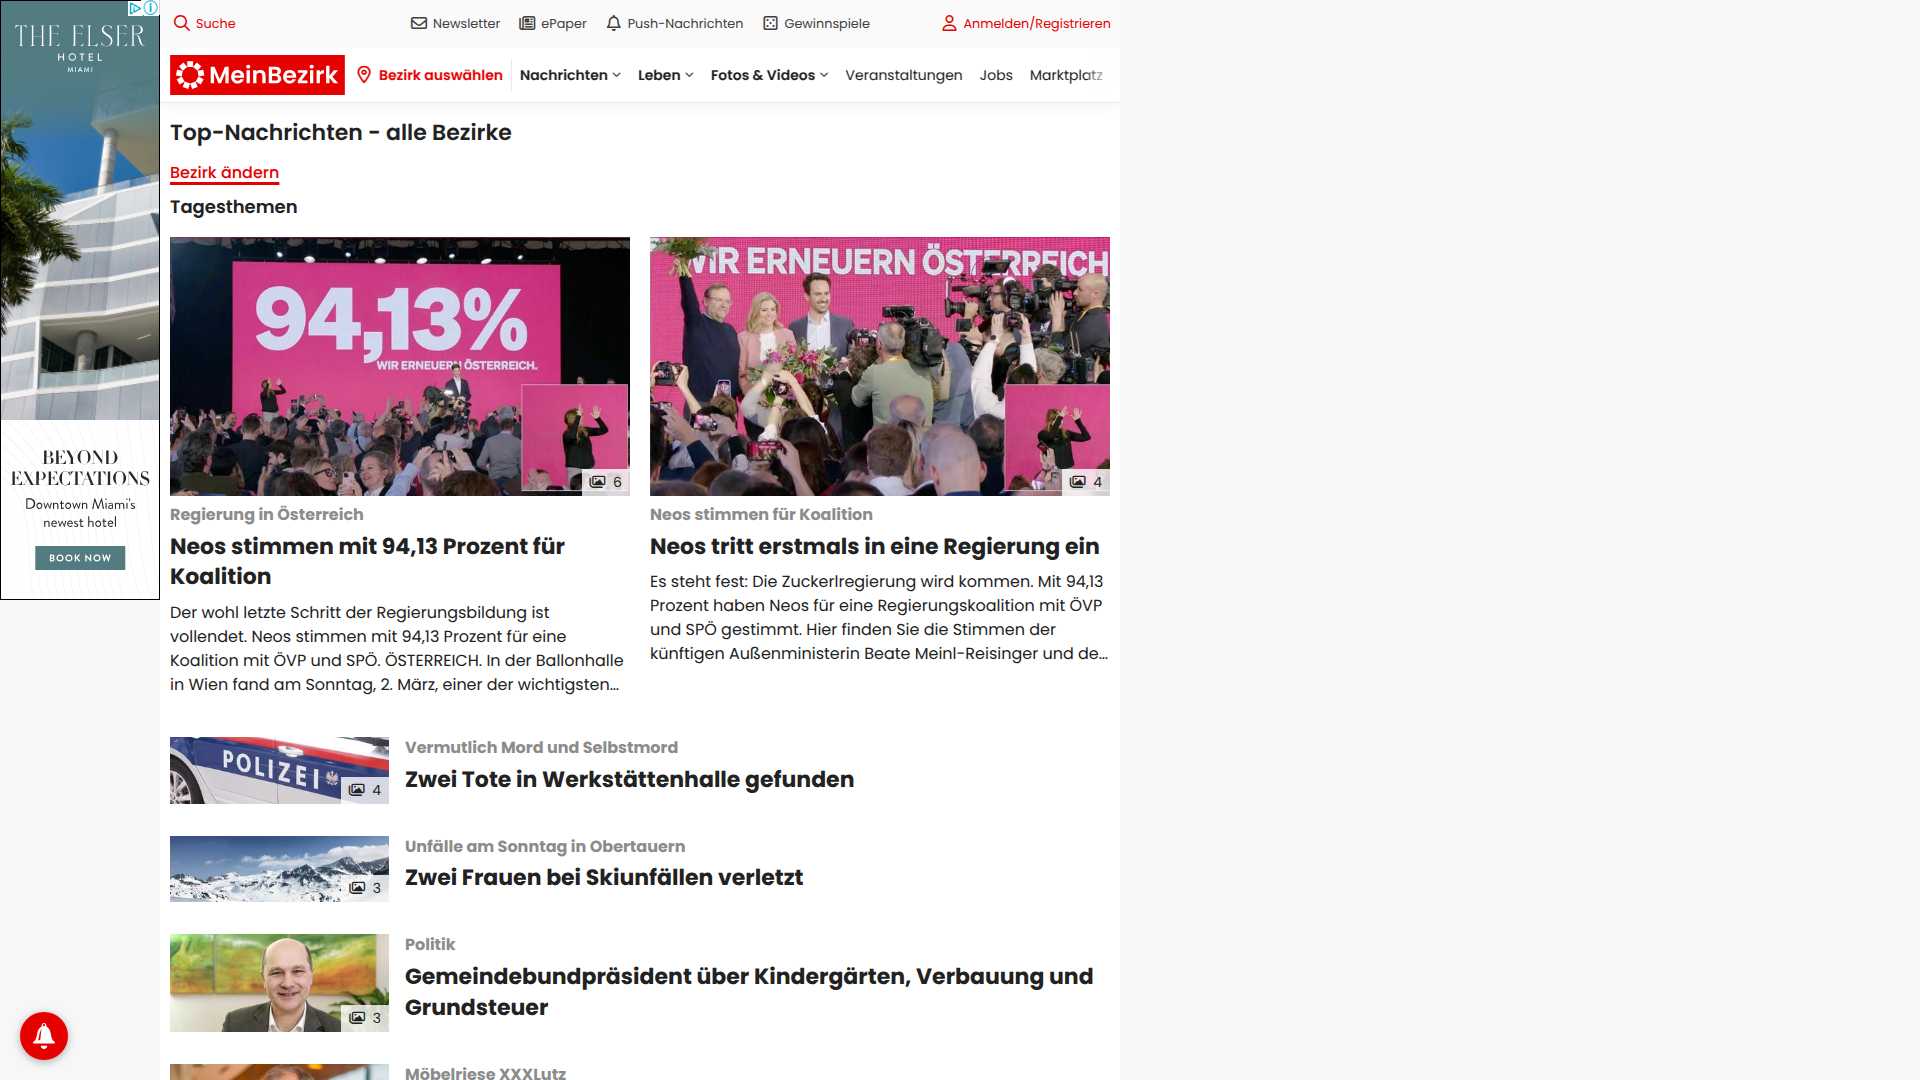 THE ELSER
HOTEL
MIAMI
BEYOND
EXPECTATIONS
Downtown Miami's
newest hotel
BOOK NOW
Suche
Newsletter
ePaper
Push-Nachrichten
Gewinnspiele
Anmelden/Registrieren
MeinBezirk
Bezirk auswählen
Nachrichten
Leben
Fotos & Videos
Veranstaltungen
Jobs
Marktplatz
Top-Nachrichten - alle Bezirke
Bezirk ändern
Tagesthemen
94,13%
WIR ERNEUERN ÖSTERREICH.
6
Regierung in Österreich
Neos stimmen mit 94,13 Prozent für
Koalition
Der wohl letzte Schritt der Regierungsbildung ist
vollendet. Neos stimmen mit 94,13 Prozent für eine
Koalition mit ÖVP und SPÖ. ÖSTERREICH. In der Ballonhalle
in Wien fand am Sonntag, 2. März, einer der wichtigsten...
WIR ERNEUERN ÖSTERREICH
4
Neos stimmen für Koalition
Neos tritt erstmals in eine Regierung ein
Es steht fest: Die Zuckerlregierung wird kommen. Mit 94,13
Prozent haben Neos für eine Regierungskoalition mit ÖVP
und SPÖ gestimmt. Hier finden Sie die Stimmen der
künftigen Außenministerin Beate Meinl-Reisinger und de...
POLIZEI
4
Vermutlich Mord und Selbstmord
Zwei Tote in Werkstättenhalle gefunden
3
Unfälle am Sonntag in Obertauern
Zwei Frauen bei Skiunfällen verletzt
3
Politik
Gemeindebundpräsident über Kindergärten, Verbauung und
Grundsteuer
Möbelriese XXXLutz